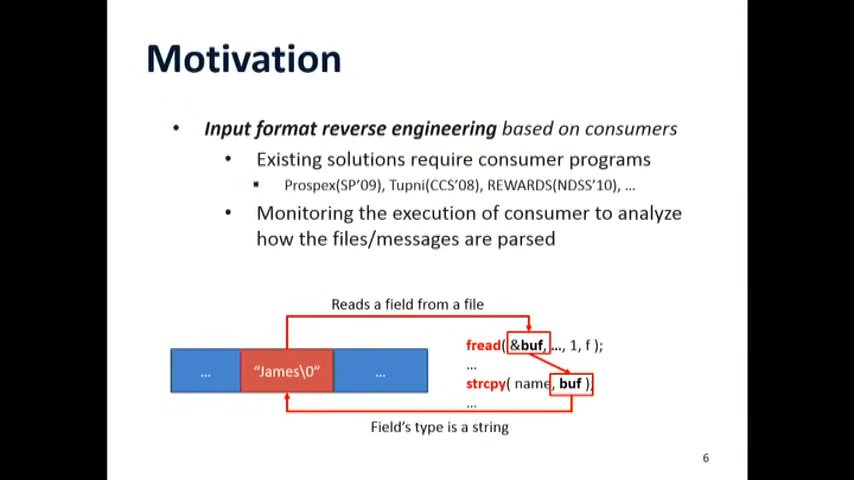 Motivation
• Input format reverse engineering based on consumers
• Existing solutions require consumer programs
▪ Prospex(SP’09), Tupni(CCS’08), REWARDS(NDSS’10), …
• Monitoring the execution of consumer to analyze
how the files/messages are parsed
Reads a field from a file
… “James\0” …
fread( &buf, …, 1, f );
…
strcpy( name, buf );
…
Field’s type is a string
6